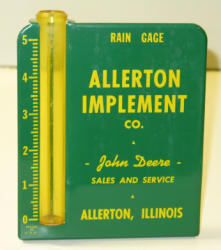 RAIN GAGE
ALLERTON
IMPLEMENT
CO.
- John Deere -
SALES AND SERVICE
ALLERTON, ILLINOIS
5
4
3
2
1
0